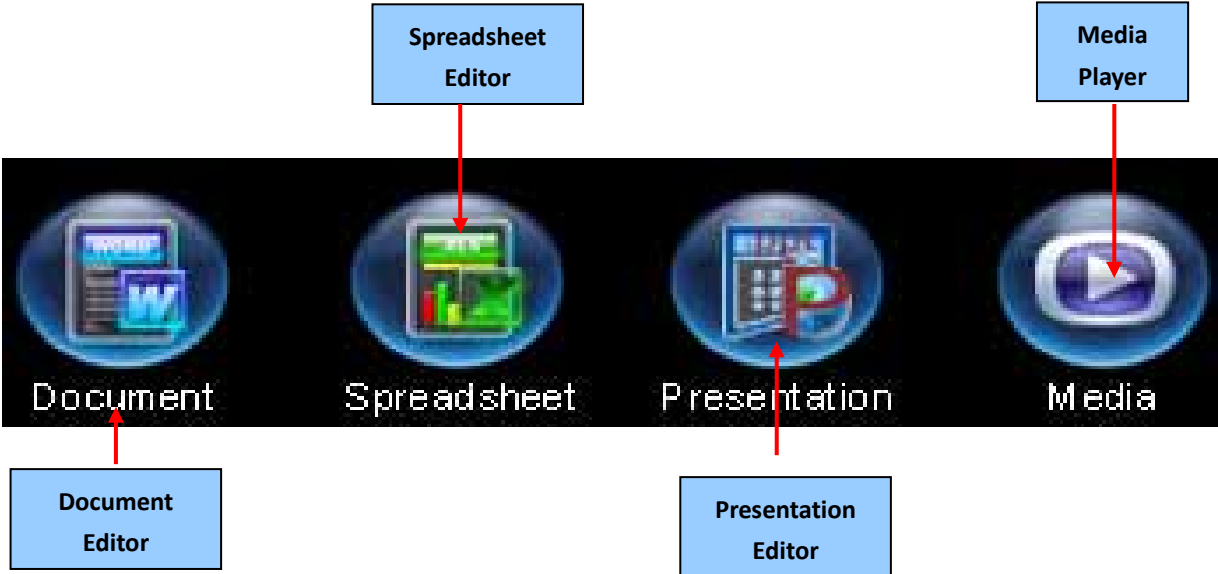 Spreadsheet
Editor
Media
Player
W
P
Document
Spreadsheet
Presentation
Media
Document
Editor
Presentation
Editor